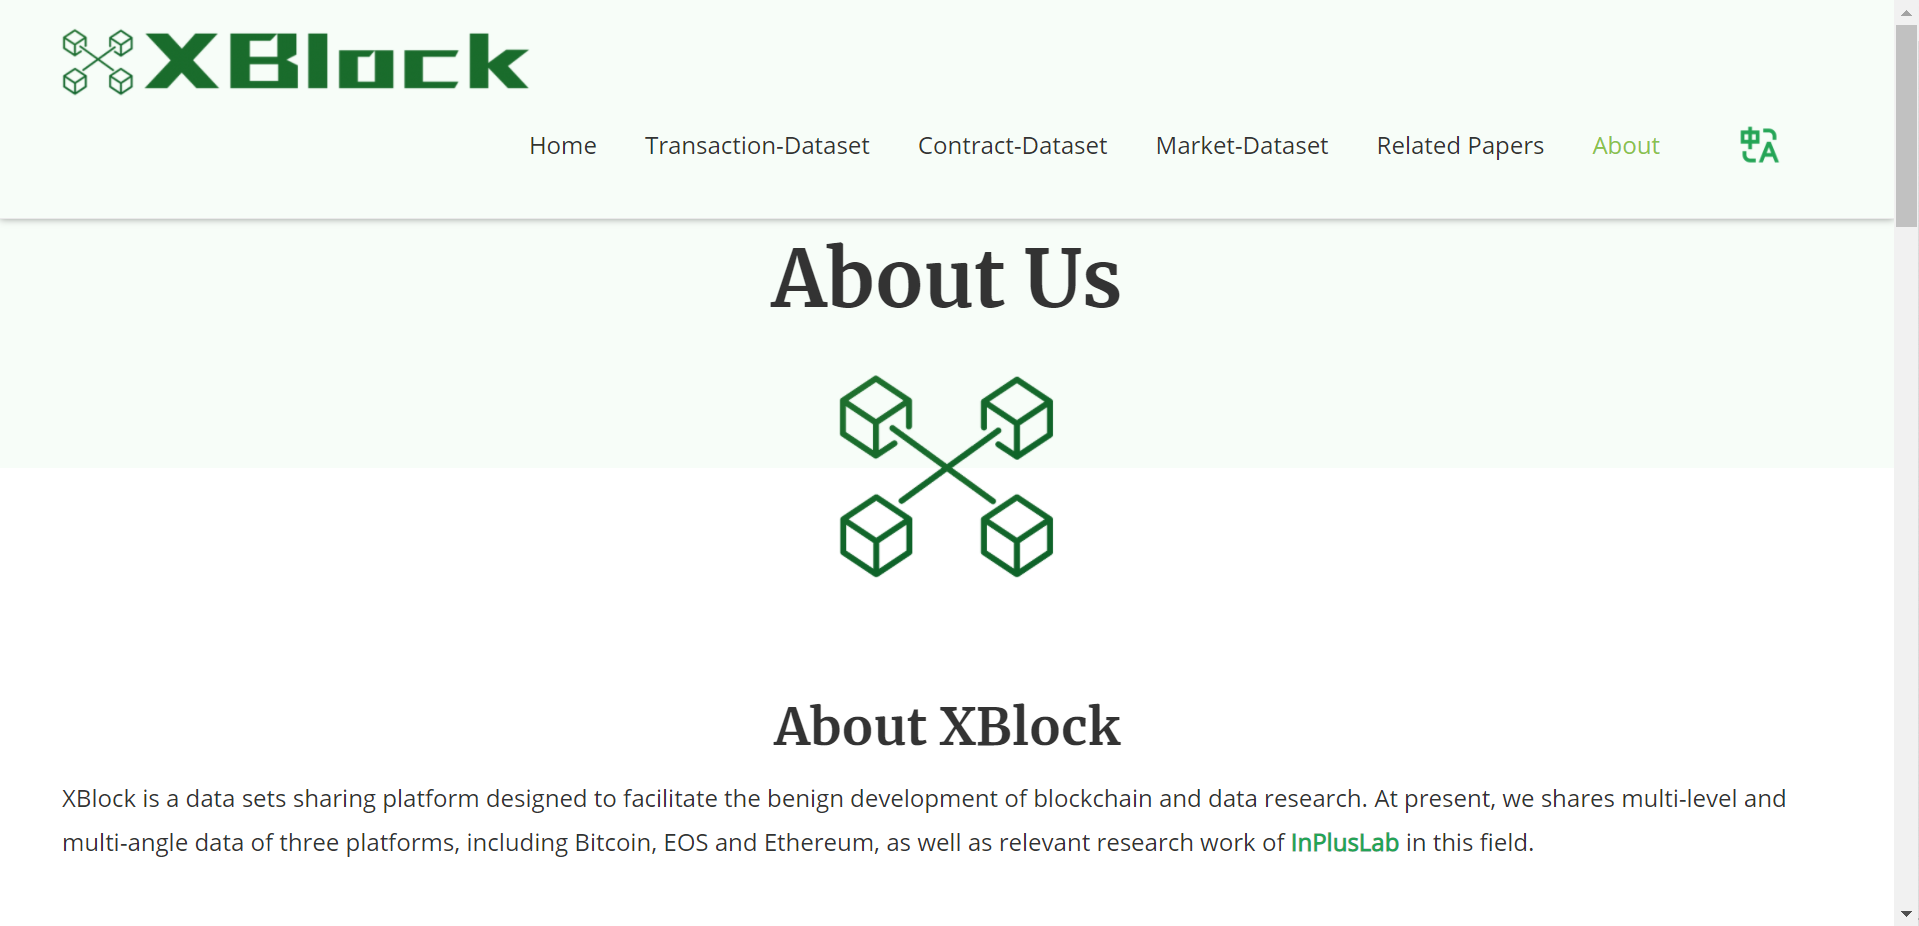 XBlock
Home Transaction-Dataset Contract-Dataset Market-Dataset Related Papers About 中A
About Us
About XBlock
XBlock is a data sets sharing platform designed to facilitate the benign development of blockchain and data research. At present, we shares multi-level and
multi-angle data of three platforms, including Bitcoin, EOS and Ethereum, as well as relevant research work of InPlusLab in this field.